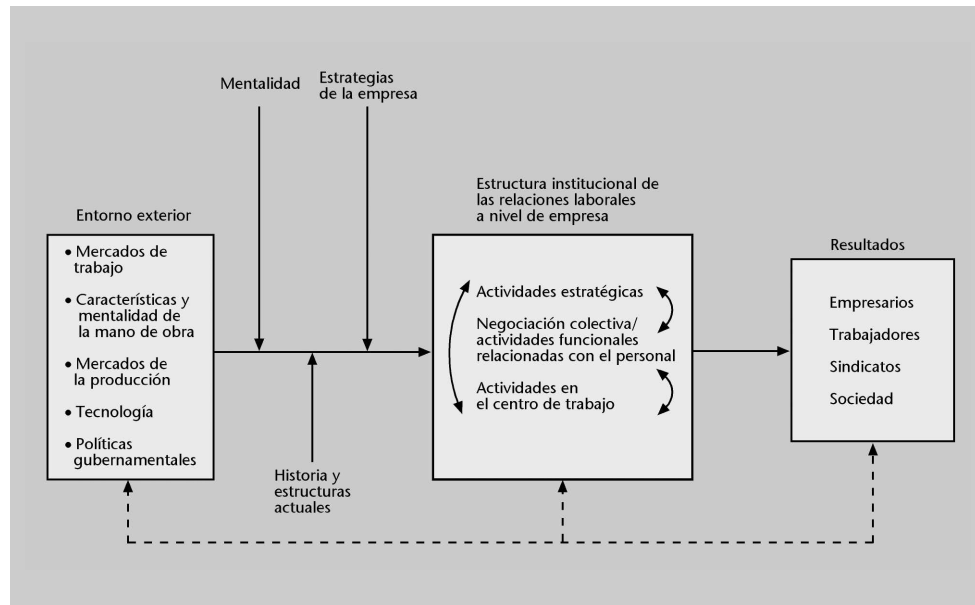 Mentalidad
Estrategias
de la empresa
Entorno exterior
• Mercados de
trabajo
• Características y
mentalidad de
la mano de obra
• Mercados de
la producción
• Tecnología
• Políticas
gubernamentales
Historia y
estructuras
actuales
Estructura institucional de
las relaciones laborales
a nivel de empresa
Actividades estratégicas
Negociación colectiva/
actividades funcionales
relacionadas con el personal
Actividades en
el centro de trabajo
Resultados
Empresarios
Trabajadores
Sindicatos
Sociedad